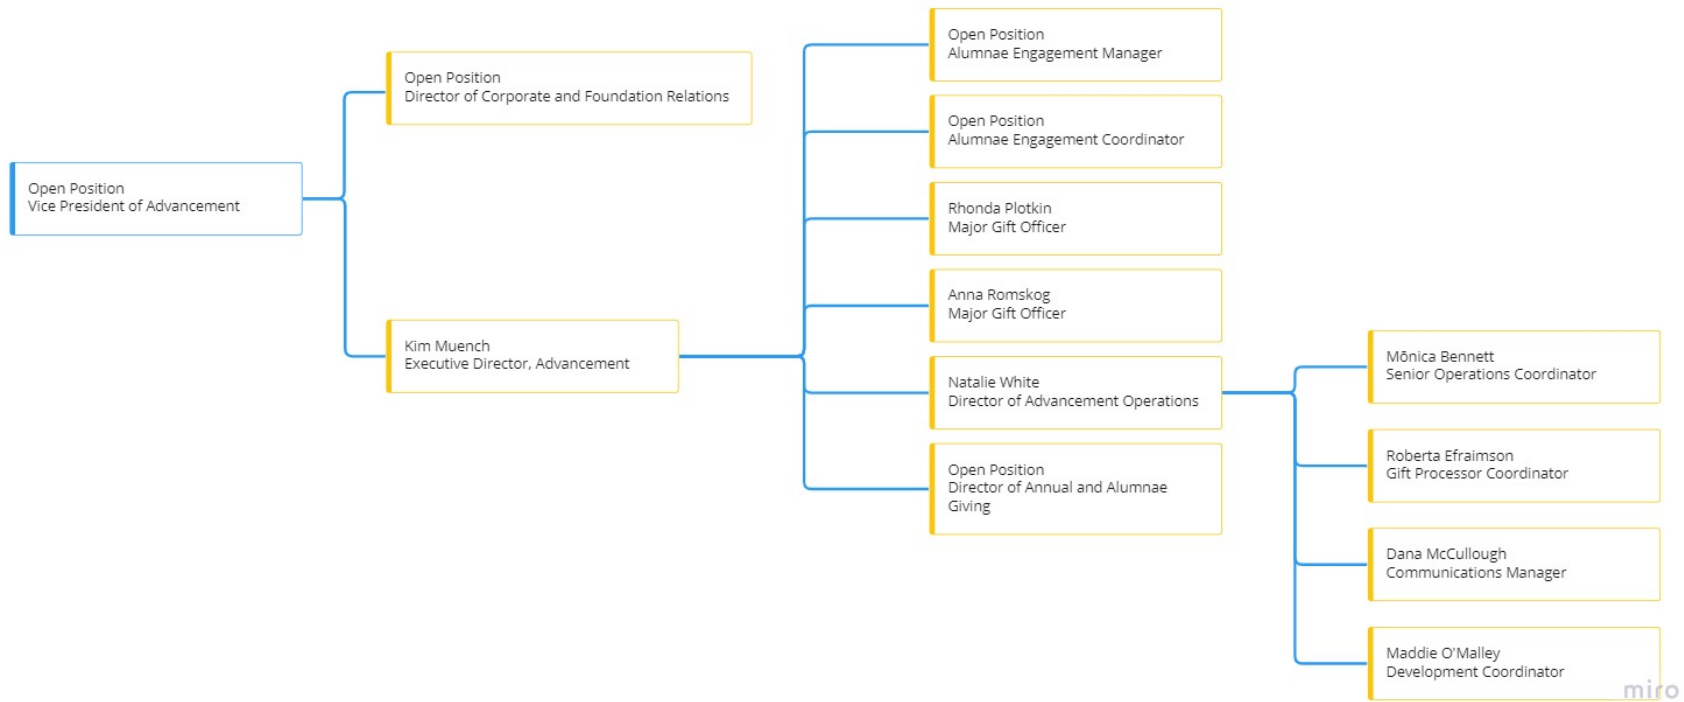 Open Position
Vice President of Advancement
Open Position
Director of Corporate and Foundation Relations
Kim Muench
Executive Director, Advancement
Open Position
Alumnae Engagement Manager
Open Position
Alumnae Engagement Coordinator
Rhonda Plotkin
Major Gift Officer
Anna Romskog
Major Gift Officer
Natalie White
Director of Advancement Operations
Open Position
Director of Annual and Alumnae
Giving
Mōnica Bennett
Senior Operations Coordinator
Roberta Efraimson
Gift Processor Coordinator
Dana McCullough
Communications Manager
Maddie O'Malley
Development Coordinator
miro